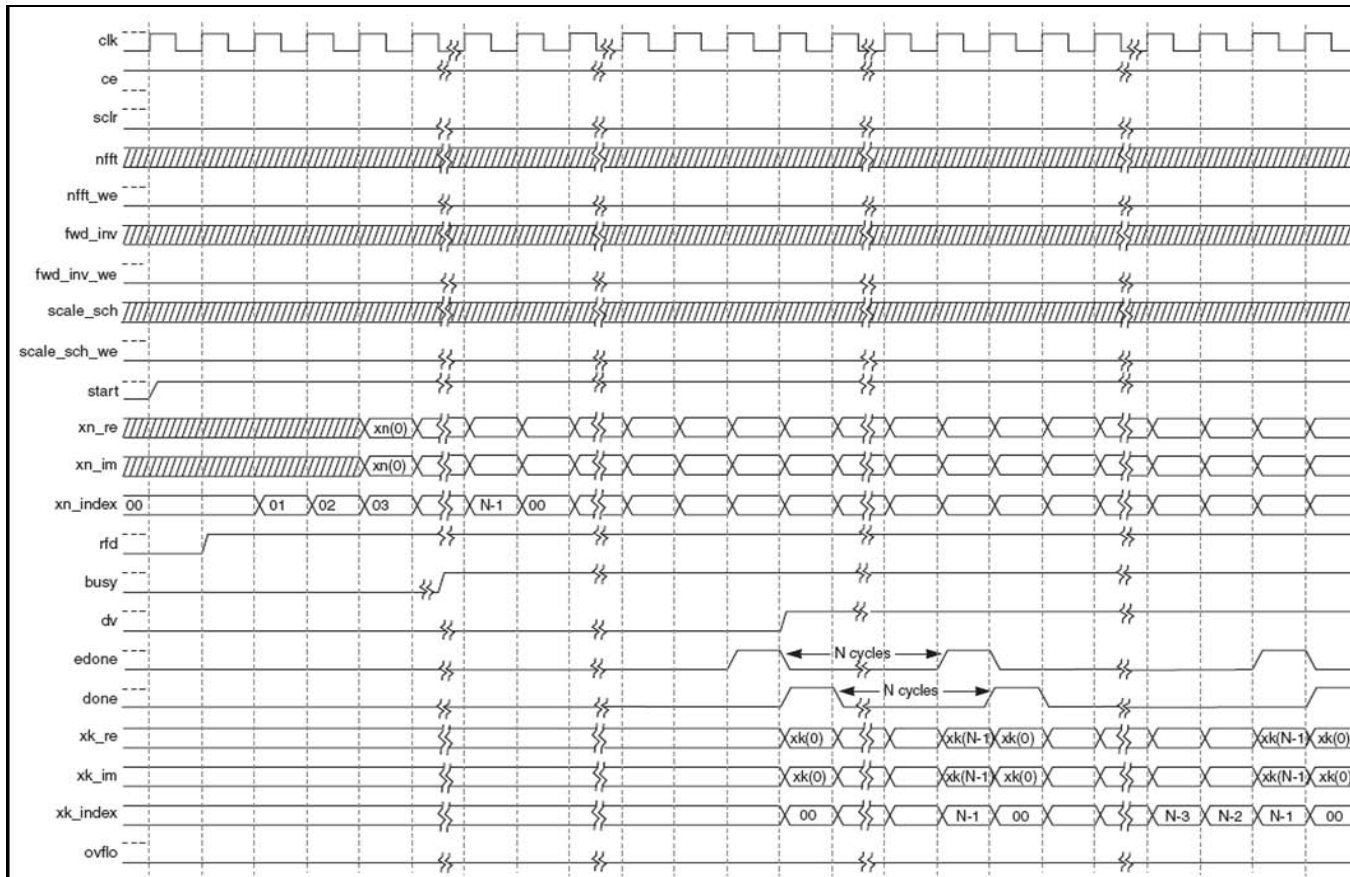 clk
ce
sclr
nfft
nfft_we
fwd_inv
fwd_inv_we
scale_sch
scale_sch_we
start
xn_re xn(0)
xn_im xn(0)
xn_index 00 01 02 03 N-1 00
rfd
busy
dv
edone N cycles
done N cycles
xk_re xk(0) xk(N-1) xk(0) xk(N-1) xk(0)
xk_im xk(0) xk(N-1) xk(0) xk(N-1) xk(0)
xk_index 00 N-1 00 N-3 N-2 N-1 00
ovflo